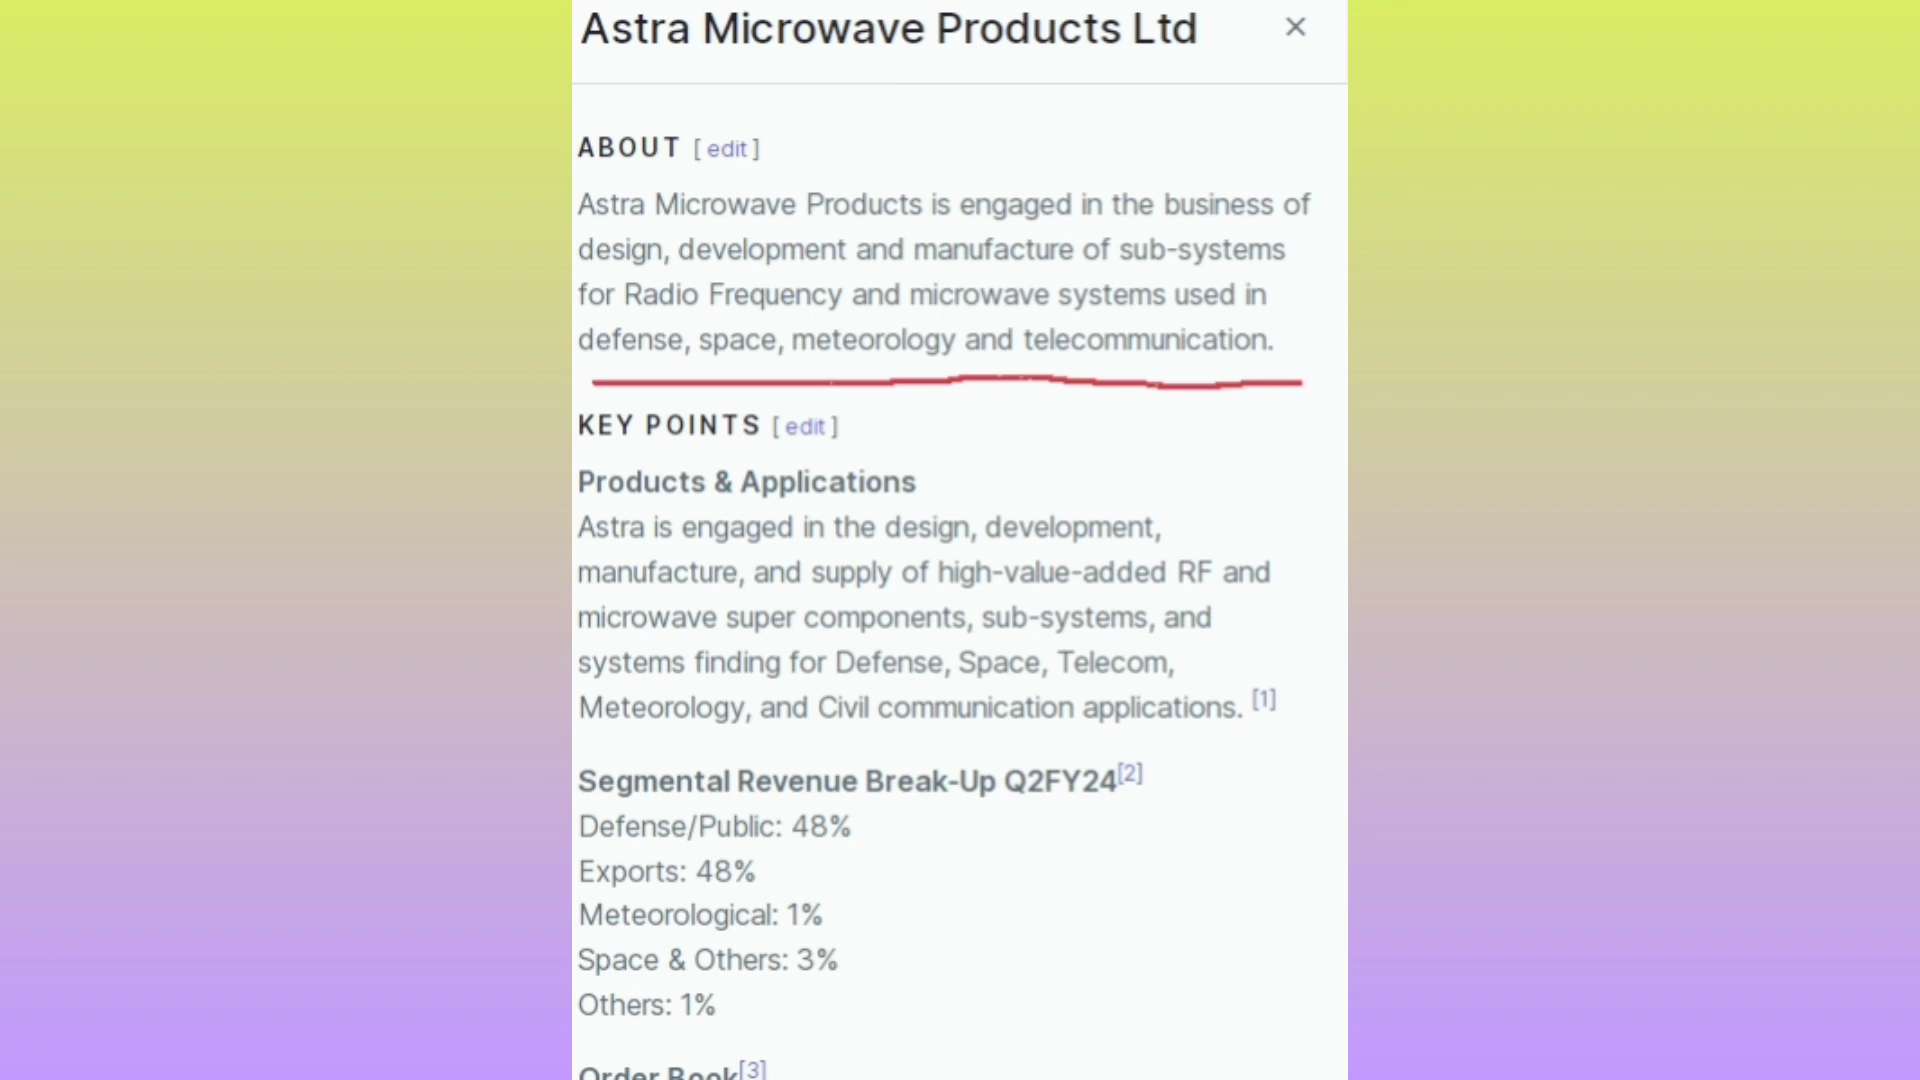 Astra Microwave Products Ltd ×
ABOUT [ edit ]
Astra Microwave Products is engaged in the business of
design, development and manufacture of sub-systems
for Radio Frequency and microwave systems used in
defense, space, meteorology and telecommunication.
KEY POINTS [ edit ]
Products & Applications
Astra is engaged in the design, development,
manufacture, and supply of high-value-added RF and
microwave super components, sub-systems, and
systems finding for Defense, Space, Telecom,
Meteorology, and Civil communication applications. [1]
Segmental Revenue Break-Up Q2FY24[2]
Defense/Public: 48%
Exports: 48%
Meteorological: 1%
Space & Others: 3%
Others: 1%
Order Book[3]